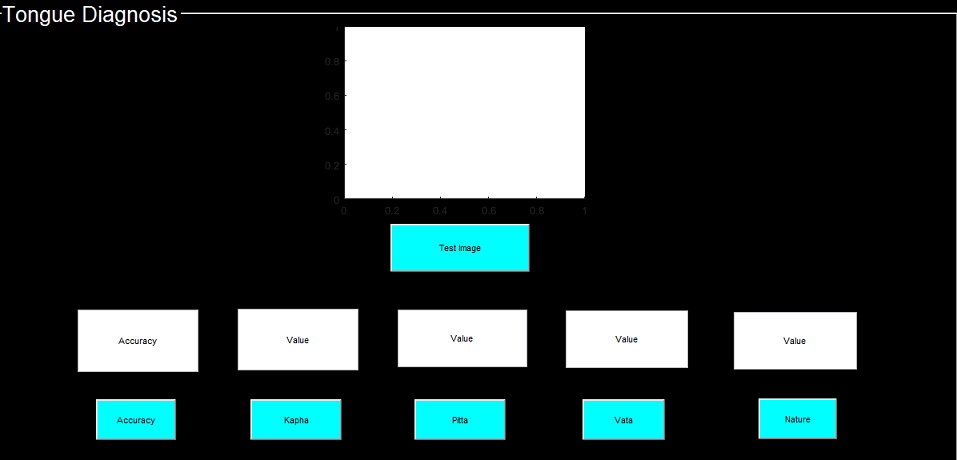 Tongue Diagnosis
0.8
0.6
0.4
0.2
0
0 0.2 0.4 0.6 0.8 1
Test Image
Accuracy Value Value Value Value
Accuracy Kapha Pitta Vata Nature